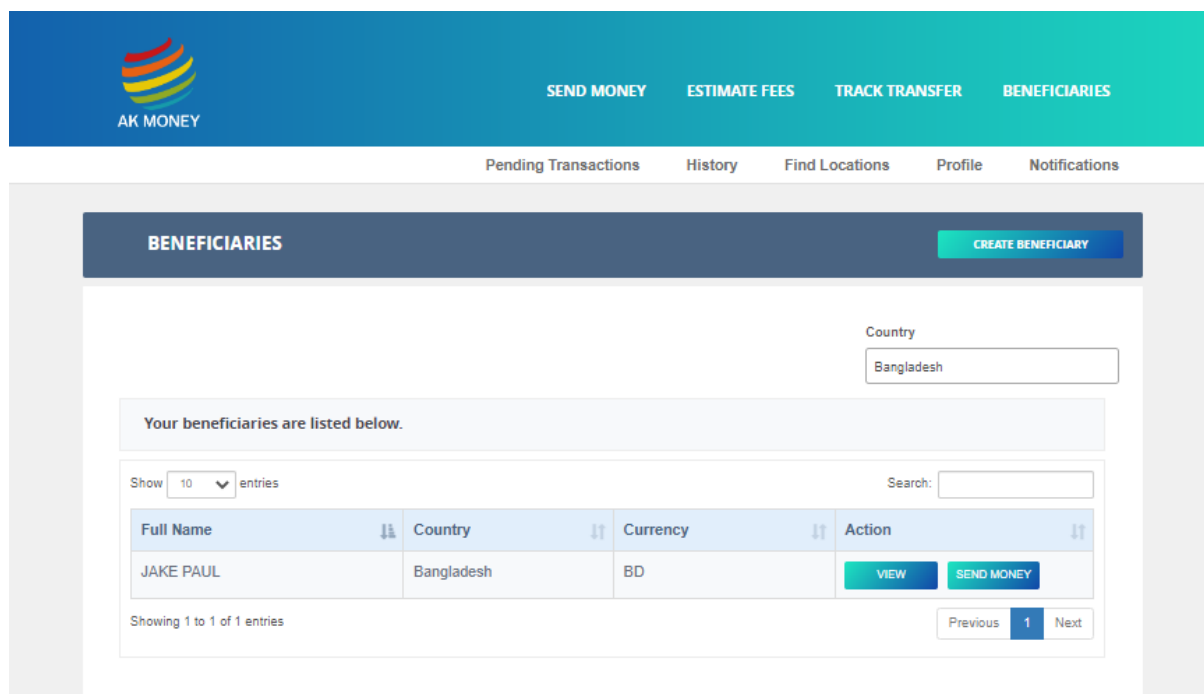 AK MONEY
SEND MONEY ESTIMATE FEES TRACK TRANSFER BENEFICIARIES
Pending Transactions History Find Locations Profile Notifications
BENEFICIARIES CREATE BENEFICIARY
Country
Bangladesh
Your beneficiaries are listed below.
Show 10 entries Search:
Full Name Country Currency Action
JAKE PAUL Bangladesh BD VIEW SEND MONEY
Showing 1 to 1 of 1 entries Previous 1 Next